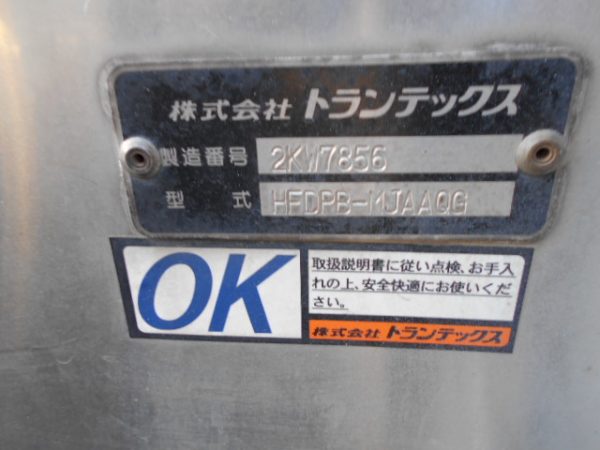 株式会社 トランテックス
製造番号 2KW7856
型式 HFDPB-MJAAQG
OK
取扱説明書に従い点検、お手入
れの上、安全快適にお使いくだ
さい。
株式会社 トランテックス